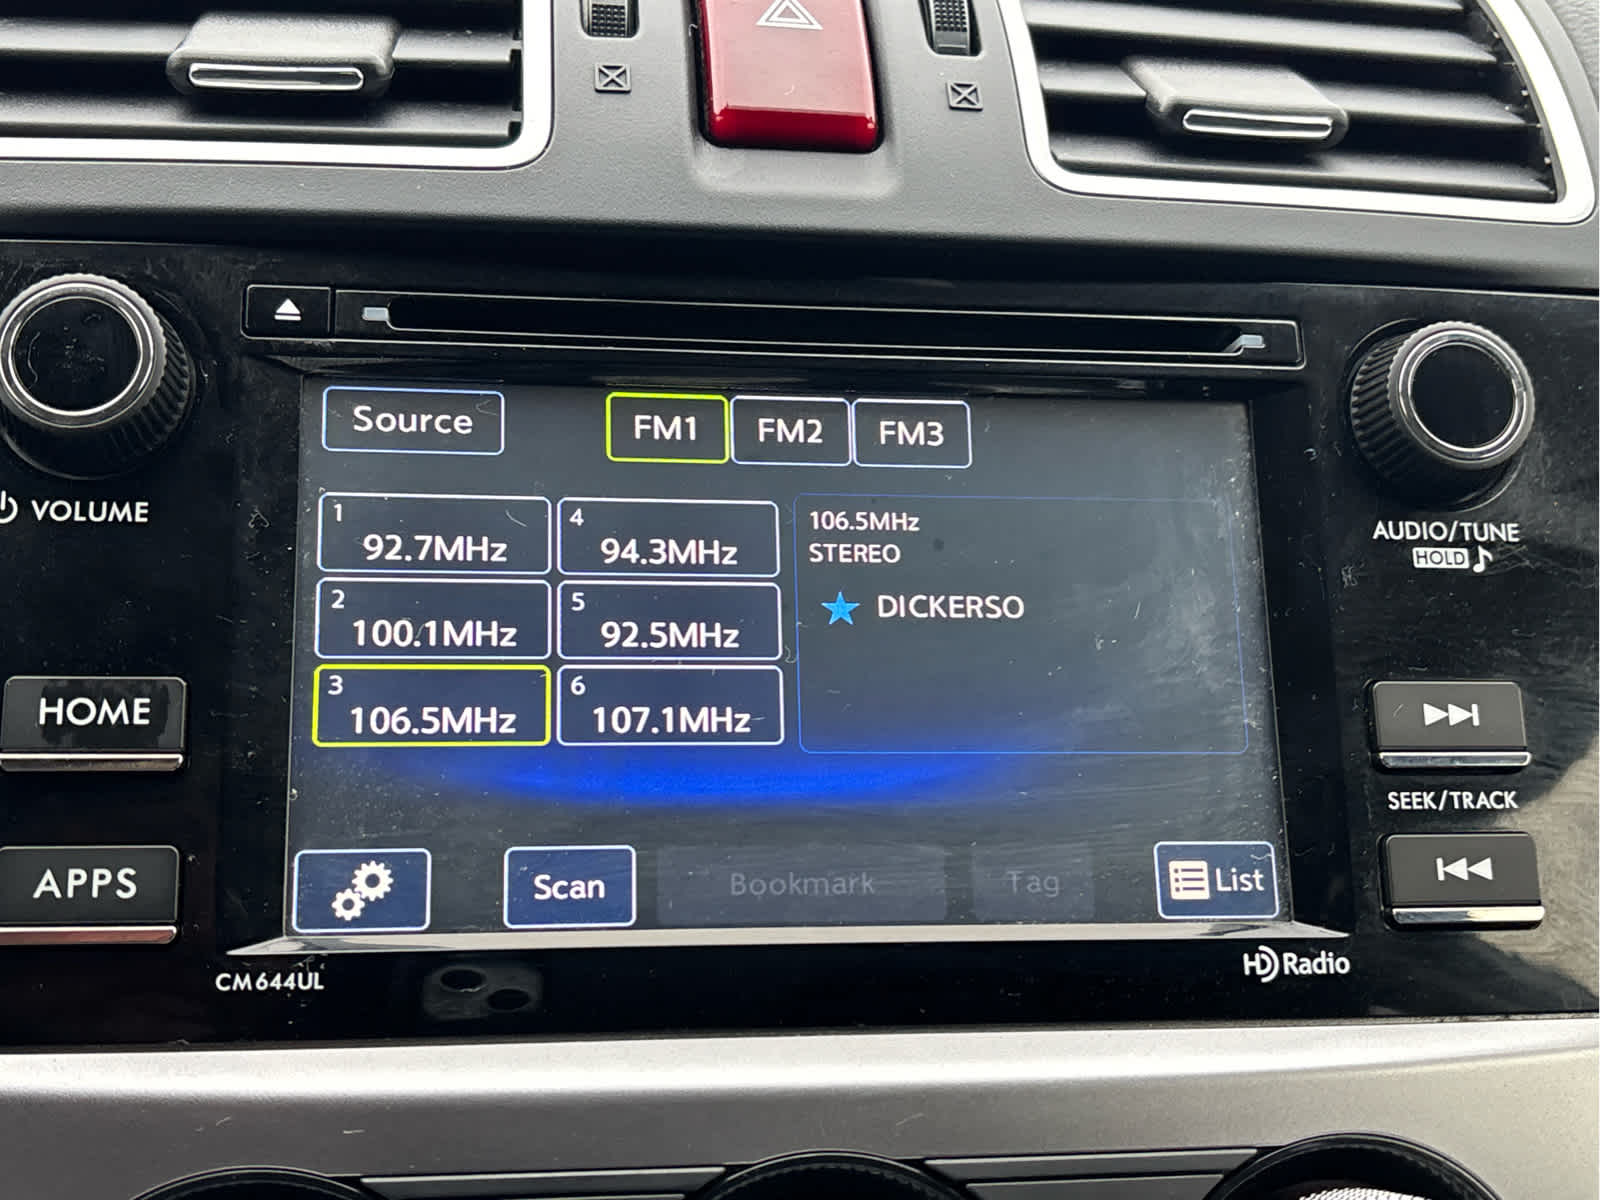 Source
FM1
FM2
FM3
1
92.7MHz
4
94.3MHz
2
100.1MHz
5
92.5MHz
3
106.5MHz
6
107.1MHz
106.5MHz
STEREO
DICKERSO
Scan
Bookmark
Tag
List
VOLUME
HOME
APPS
AUDIO/TUNE
HOLD
SEEK/TRACK
CM644UL
HD Radio